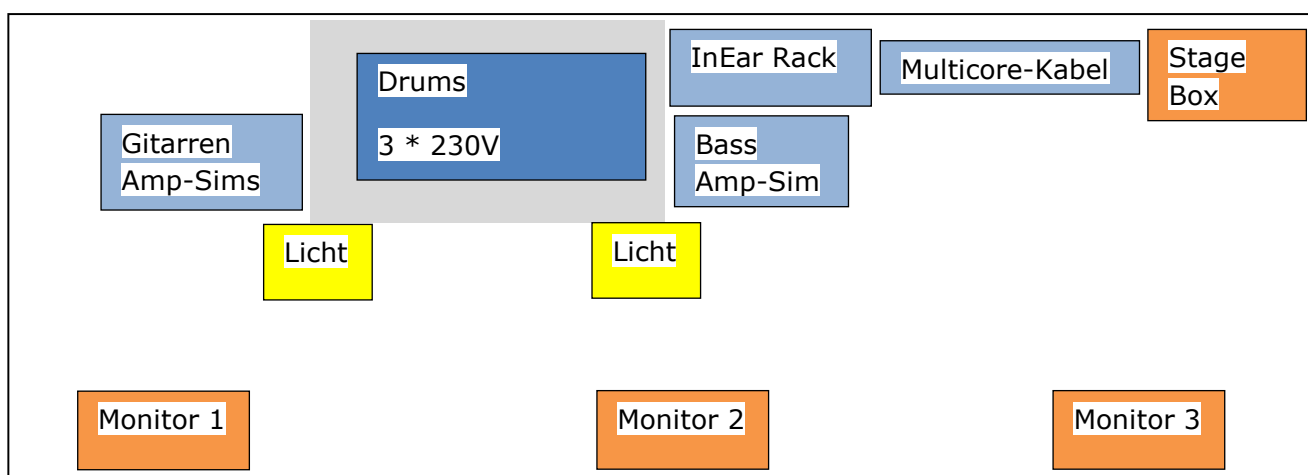 Drums
3 * 230V
InEar Rack
Multicore-Kabel
Stage
Box
Gitarren
Amp-Sims
Bass
Amp-Sim
Licht
Licht
Monitor 1
Monitor 2
Monitor 3